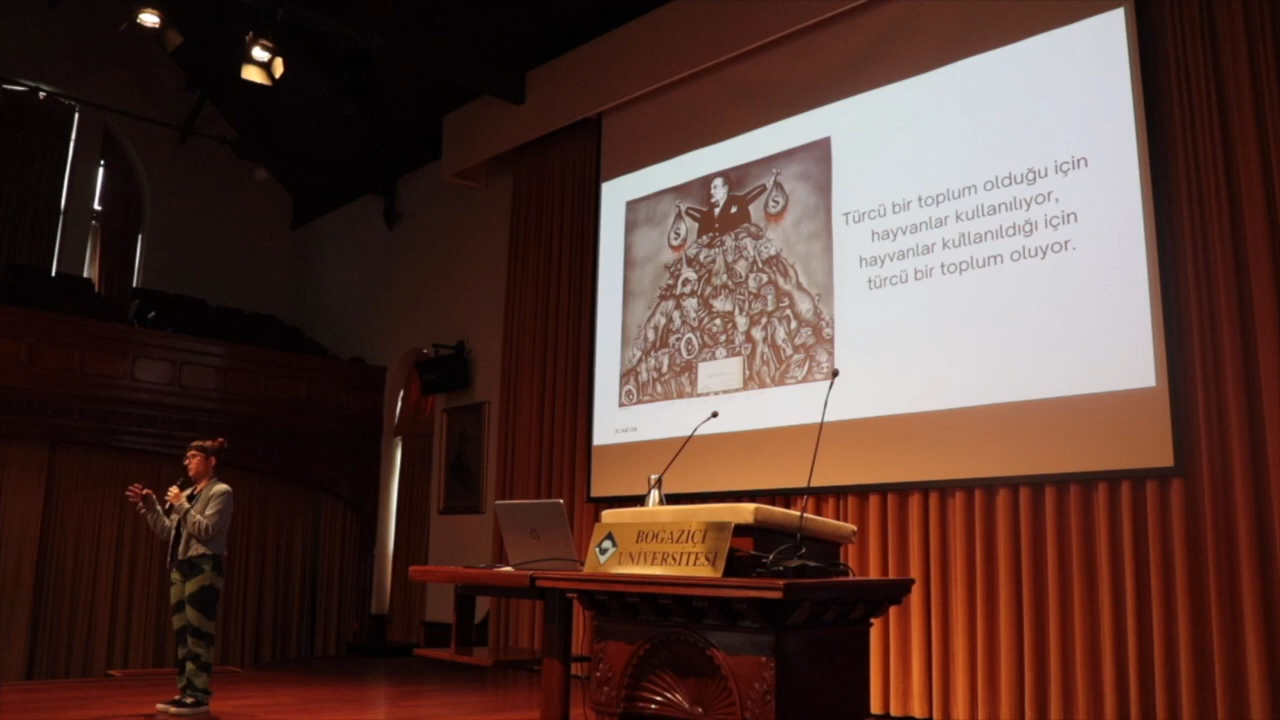 Türcü bir toplum olduğu için
hayvanlar kullanılıyor,
hayvanlar kullanıldığı için
türcü bir toplum oluyor.
$
$
BOĞAZİÇİ
ÜNİVERSİTESİ